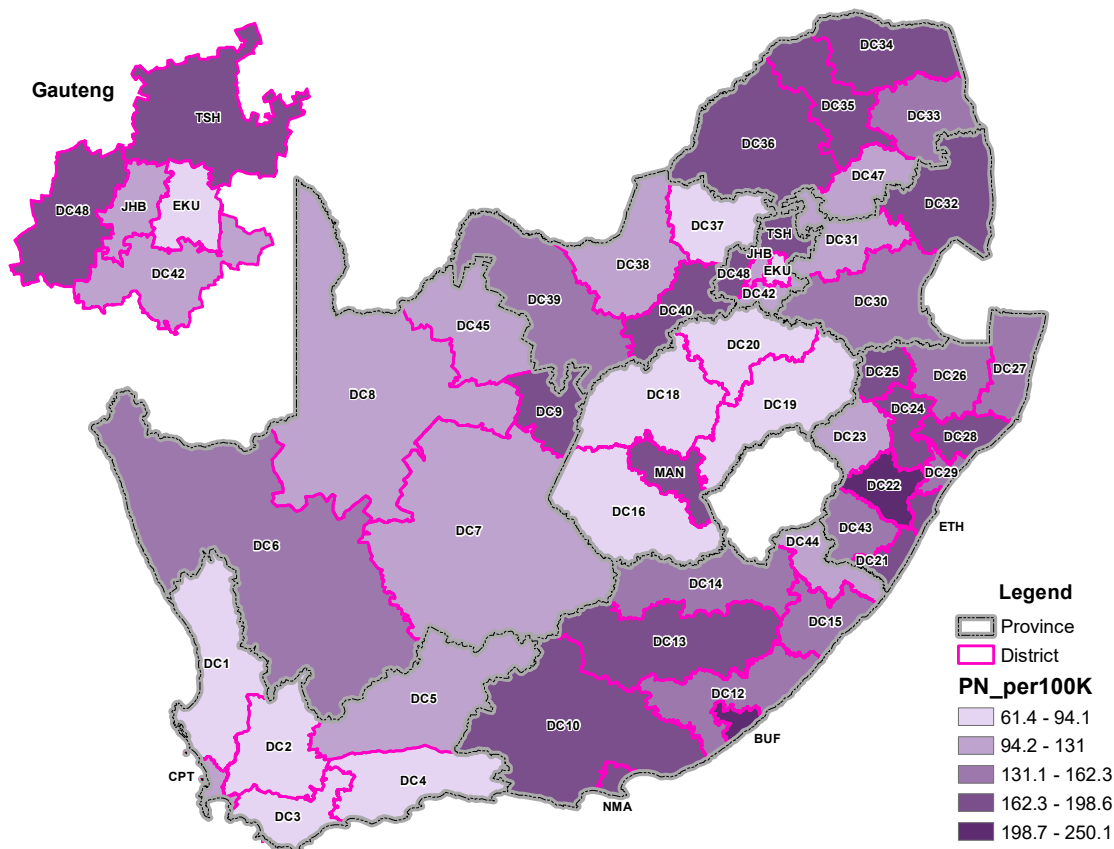 Gauteng
TSH
DC48
JHB
EKU
DC42
DC34
DC35
DC33
DC36
DC47
DC32
DC37
TSH
DC31
JHB
DC38
DC48
EKU
DC42
DC39
DC30
DC40
DC45
DC20
DC27
DC25
DC26
DC8
DC18
DC19
DC9
DC24
DC28
DC23
MAN
DC29
DC22
DC16
ETH
DC7
DC43
DC44
DC6
DC21
DC14
DC15
DC13
DC1
DC12
DC5
DC10
BUF
DC2
CPT
DC4
NMA
DC3
Legend
Province
District
PN_per100K
61.4 - 94.1
94.2 - 131
131.1 - 162.3
162.3 - 198.6
198.7 - 250.1